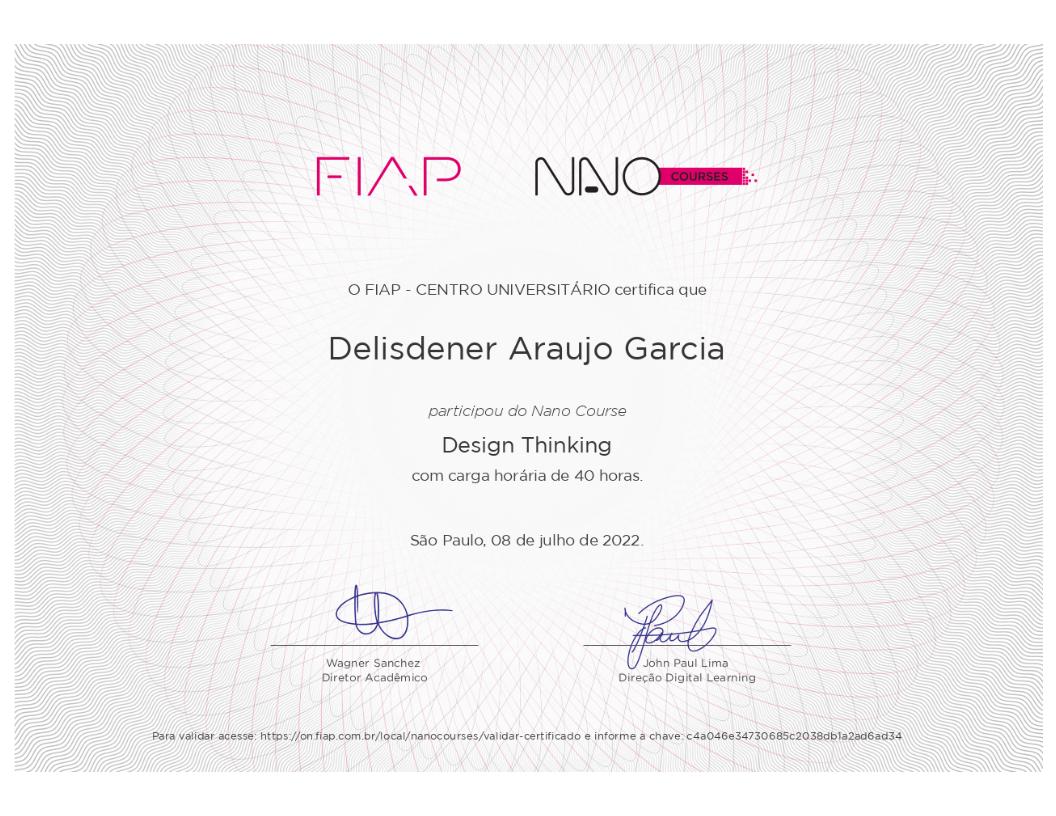 FIAP NANO COURSES
O FIAP - CENTRO UNIVERSITÁRIO certifica que
Delisdener Araujo Garcia
participou do Nano Course
Design Thinking
com carga horária de 40 horas.
São Paulo, 08 de julho de 2022.
Wagner Sanchez
Diretor Acadêmico
John Paul Lima
Direção Digital Learning
Para validar acesse: https://on.fiap.com.br/local/nanocourses/validar-certificado e informe a chave: c4a046e34730685c2038db1a2ad6ad34